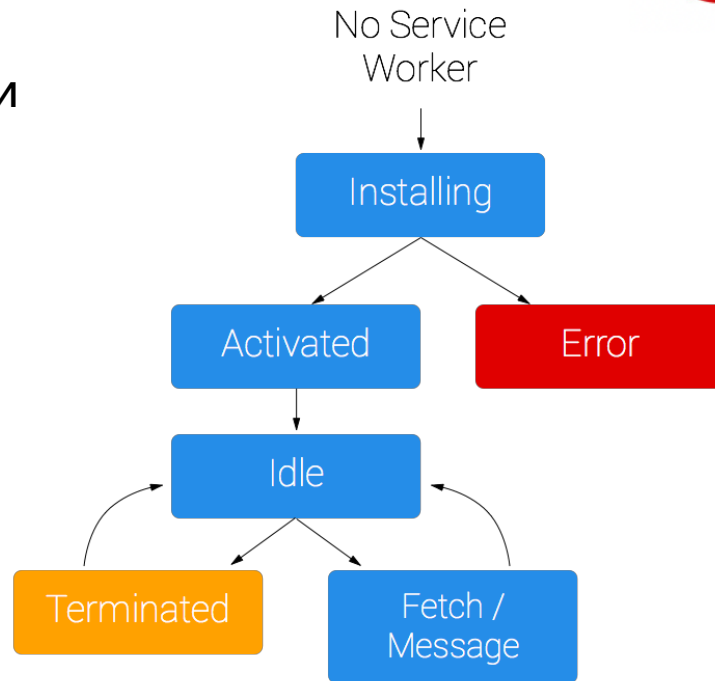 No Service
Worker
и
Installing
Activated
Error
Idle
Terminated
Fetch /
Message